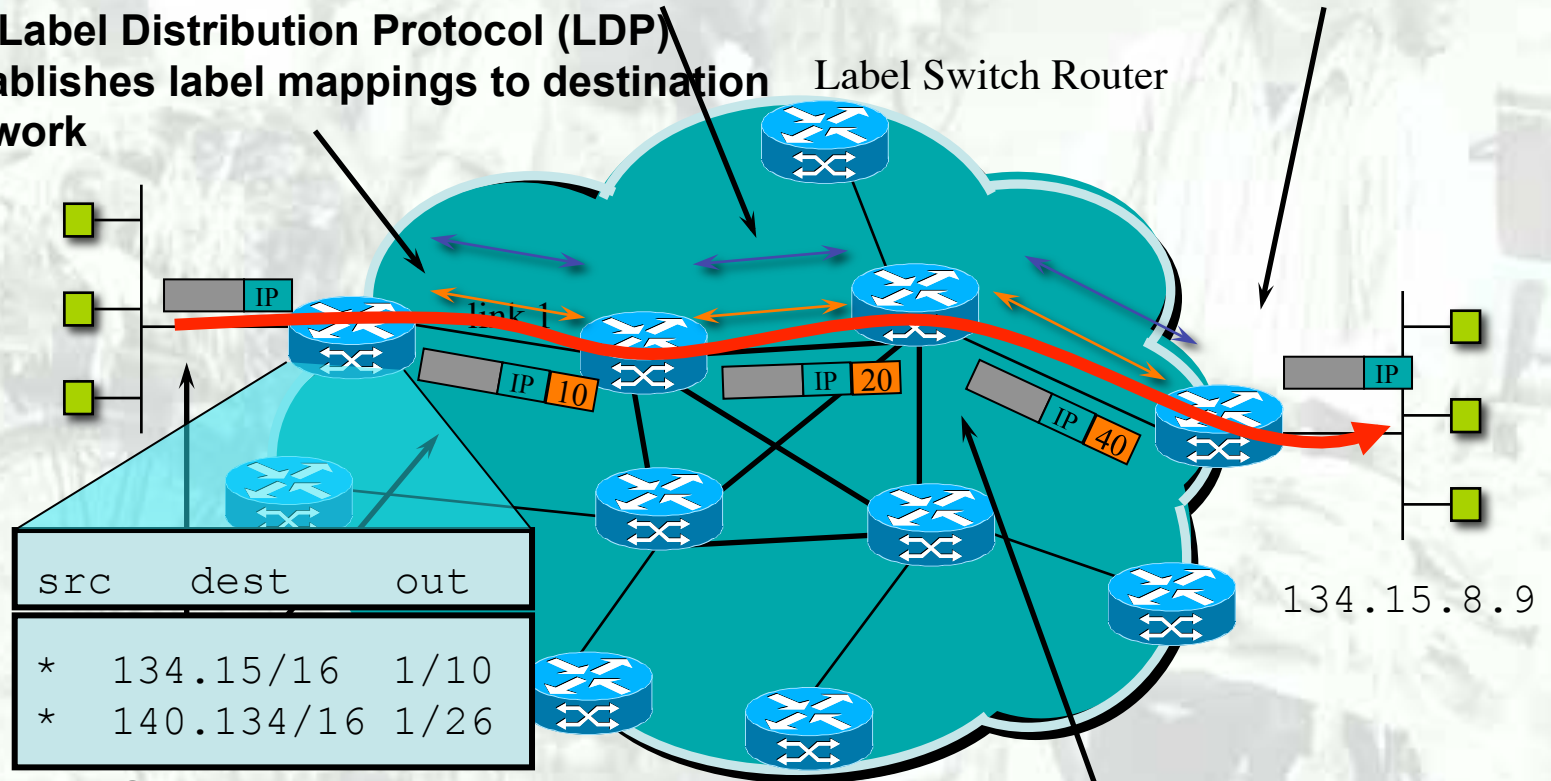 Label Distribution Protocol (LDP)
ablishes label mappings to destination
work
Label Switch Router
IP
link 1
IP 10
IP 20
IP 40
IP
134.15.8.9
src dest out
* 134.15/16 1/10
* 140.134/16 1/26